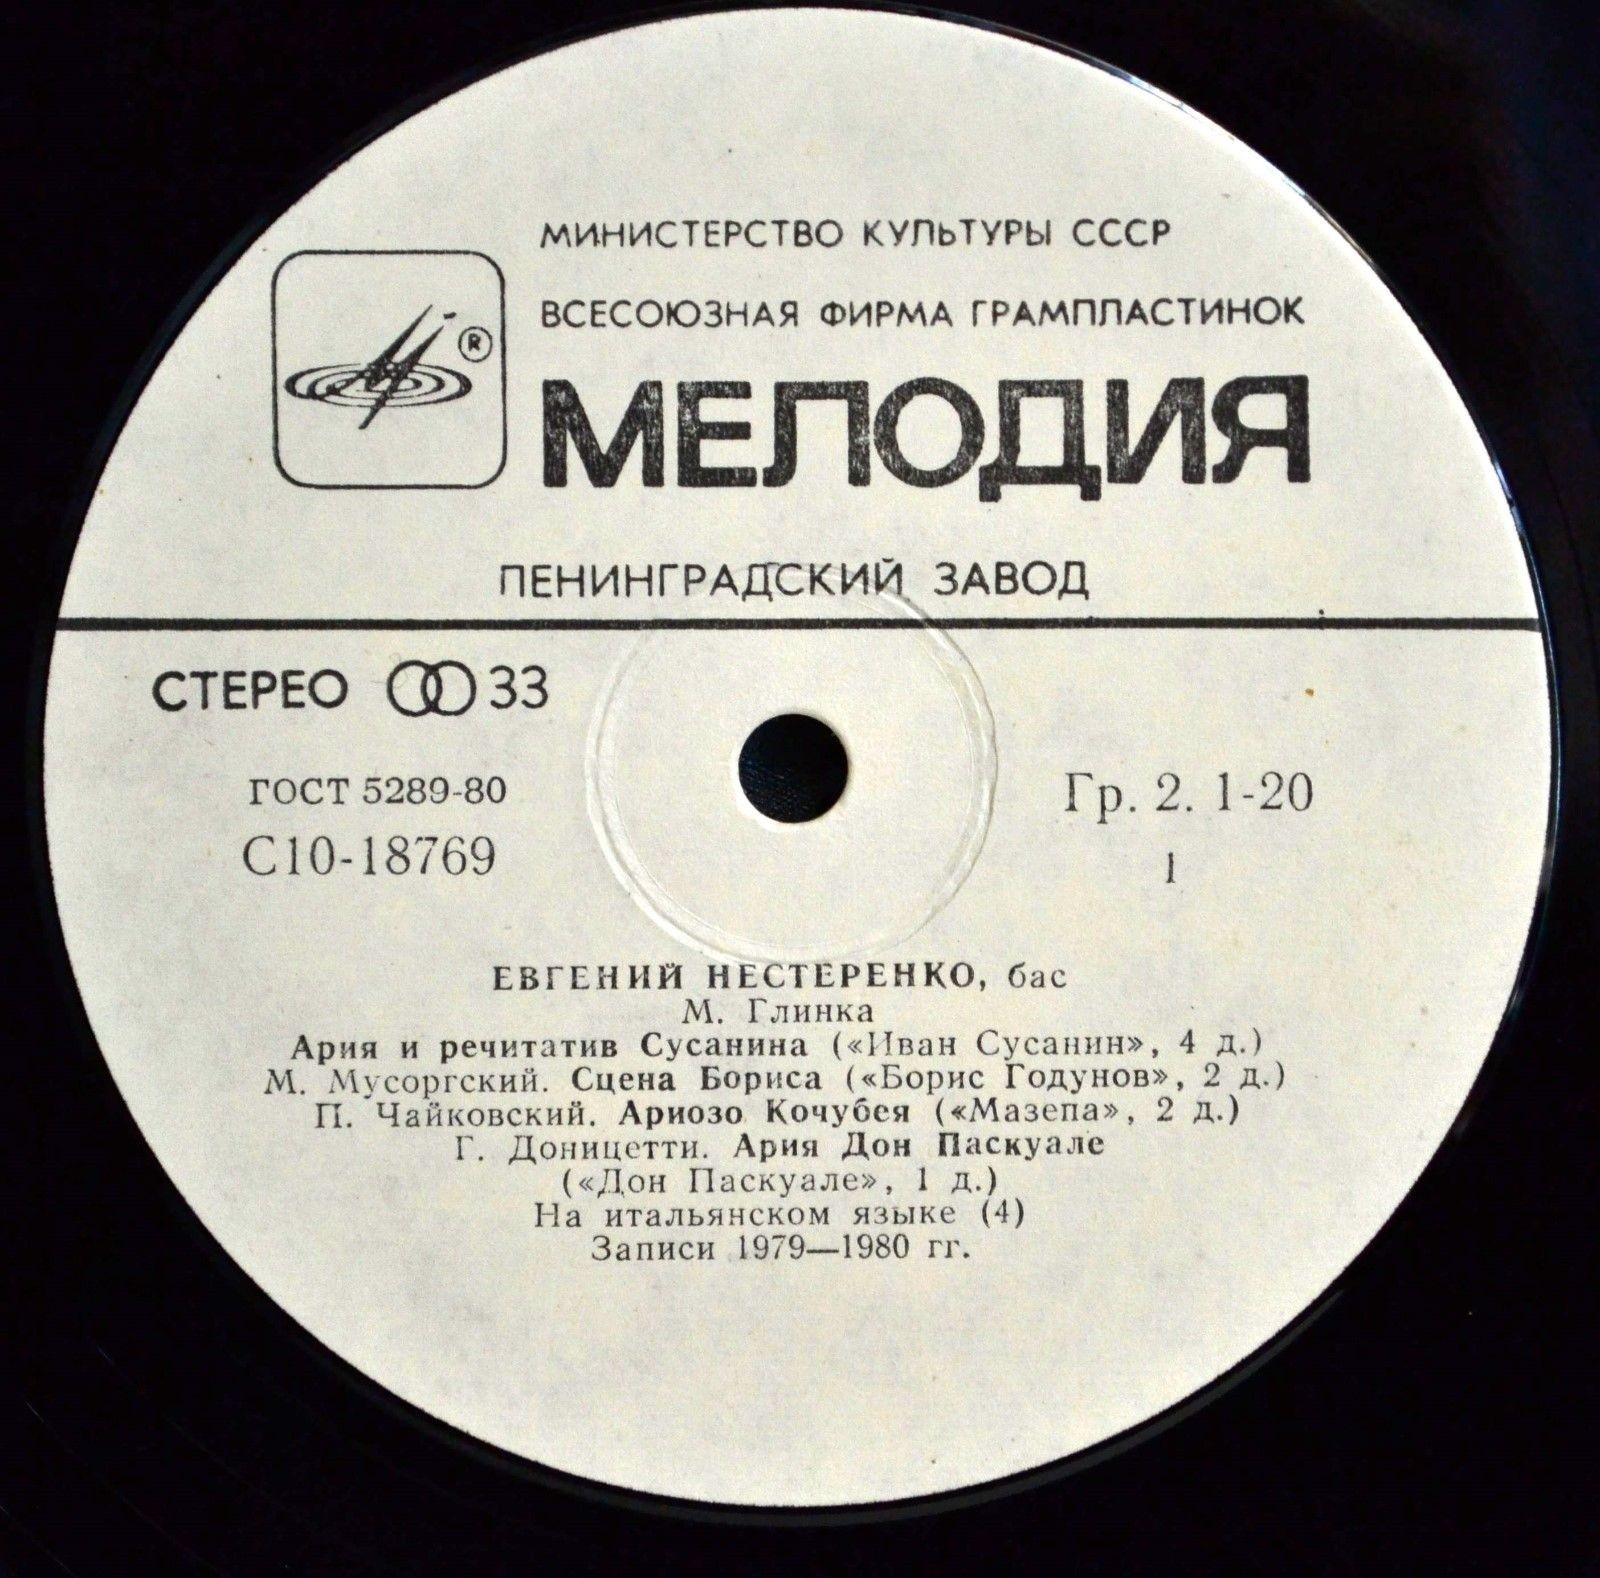 МИНИСТЕРСТВО КУЛЬТУРЫ СССР
ВСЕСОЮЗНАЯ ФИРМА ГРАМПЛАСТИНОК
®
МЕЛОДИЯ
ЛЕНИНГРАДСКИЙ ЗАВОД
СТЕРЕО 33
ГОСТ 5289-80
Гр. 2. 1-20
С10-18769
1
ЕВГЕНИЙ НЕСТЕРЕНКО, бас
М. Глинка
Ария и речитатив Сусанина («Иван Сусанин», 4 д.)
М. Мусоргский. Сцена Бориса («Борис Годунов», 2 д.)
П. Чайковский. Ариозо Кочубея («Мазепа», 2 д.)
Г. Доницетти. Ария Дон Паскуале
(«Дон Паскуале», 1 д.)
На итальянском языке (4)
Записи 1979—1980 гг.